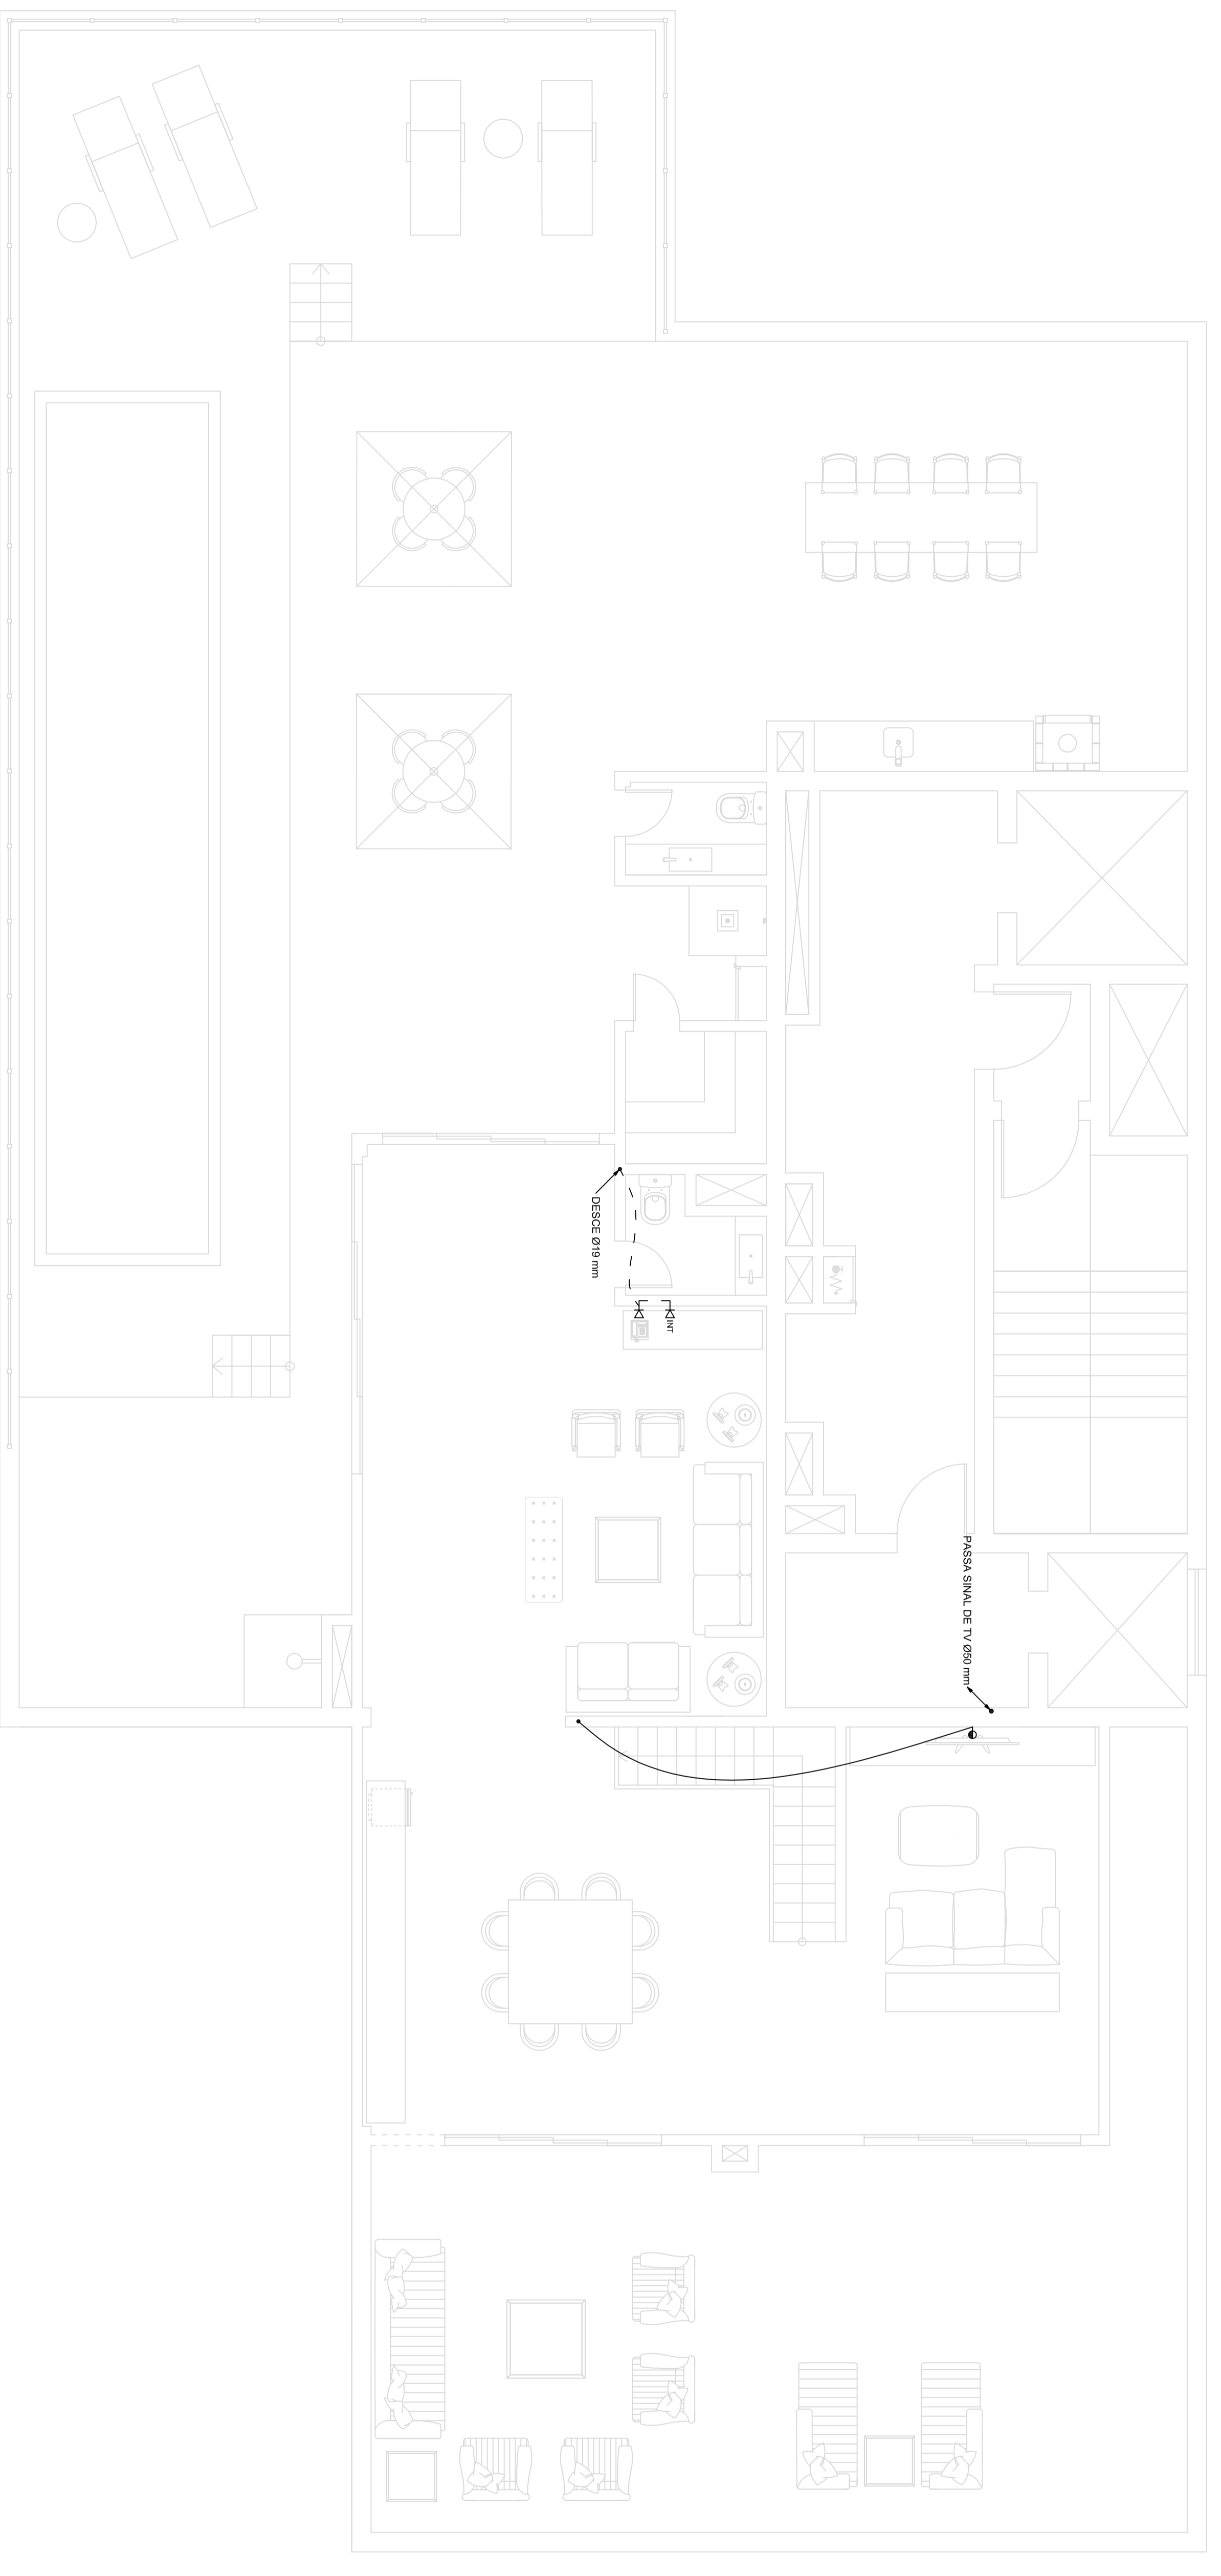 DESCE Ø19 mm
INT
PASSA SINAL DE TV Ø50 mm